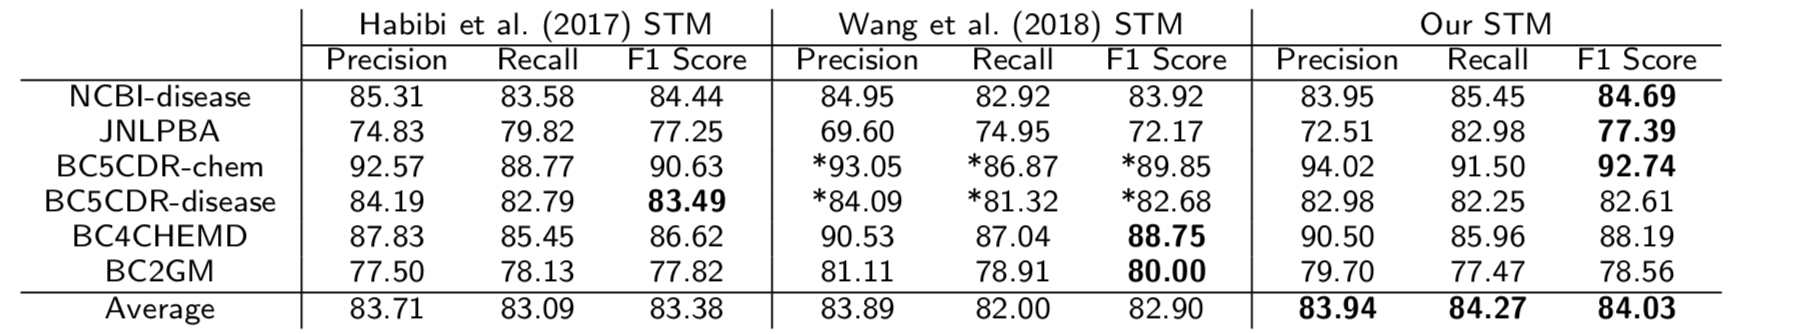 Habibi et al. (2017) STM Wang et al. (2018) STM Our STM
Precision Recall F1 Score Precision Recall F1 Score Precision Recall F1 Score
NCBI-disease 85.31 83.58 84.44 84.95 82.92 83.92 83.95 85.45 84.69
JNLPBA 74.83 79.82 77.25 69.60 74.95 72.17 72.51 82.98 77.39
BC5CDR-chem 92.57 88.77 90.63 *93.05 *86.87 *89.85 94.02 91.50 92.74
BC5CDR-disease 84.19 82.79 83.49 *84.09 *81.32 *82.68 82.98 82.25 82.61
BC4CHEMD 87.83 85.45 86.62 90.53 87.04 88.75 90.50 85.96 88.19
BC2GM 77.50 78.13 77.82 81.11 78.91 80.00 79.70 77.47 78.56
Average 83.71 83.09 83.38 83.89 82.00 82.90 83.94 84.27 84.03